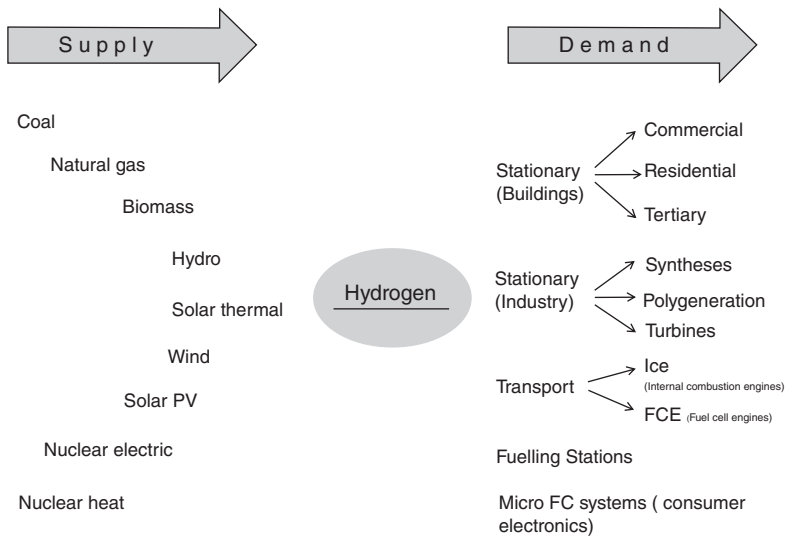 Supply
Demand
Coal
Natural gas
Biomass
Hydro
Solar thermal
Wind
Solar PV
Nuclear electric
Nuclear heat
Hydrogen
Stationary
(Buildings)
Commercial
Residential
Tertiary
Stationary
(Industry)
Syntheses
Polygeneration
Turbines
Transport
Ice
(Internal combustion engines)
FCE (Fuel cell engines)
Fuelling Stations
Micro FC systems ( consumer
electronics)